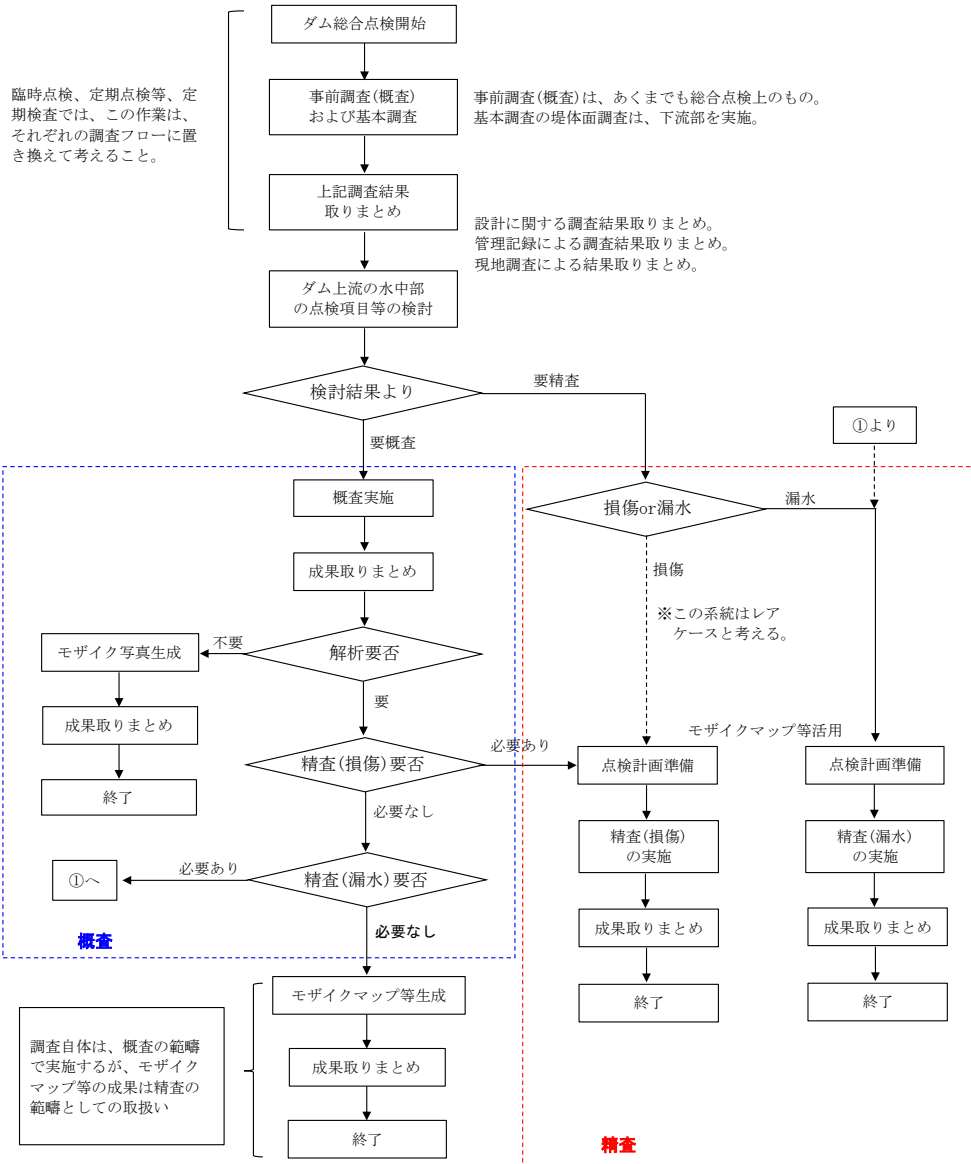 ダム総合点検開始
臨時点検、定期点検等、定
期検査では、この作業は、
それぞれの調査フローに置
き換えて考えること。
事前調査(概査)
および基本調査
事前調査(概査)は、あくまでも総合点検上のもの。
基本調査の堤体面調査は、下流部を実施。
上記調査結果
取りまとめ
設計に関する調査結果取りまとめ。
管理記録による調査結果取りまとめ。
現地調査による結果取りまとめ。
ダム上流の水中部
の点検項目等の検討
検討結果より
要精査
要概査
①より
概査実施
損傷or漏水
漏水
成果取りまとめ
損傷
※この系統はレア
ケースと考える。
解析要否
不要
モザイク写真生成
要
成果取りまとめ
終了
精査(損傷)要否
必要あり
モザイクマップ等活用
点検計画準備
点検計画準備
必要なし
精査(損傷)
の実施
精査(漏水)
の実施
精査(漏水)要否
必要あり
①へ
必要なし
概査
成果取りまとめ
成果取りまとめ
終了
終了
モザイクマップ等生成
調査自体は、概査の範疇
で実施するが、モザイク
マップ等の成果は精査の
範疇としての取扱い
成果取りまとめ
終了
精査